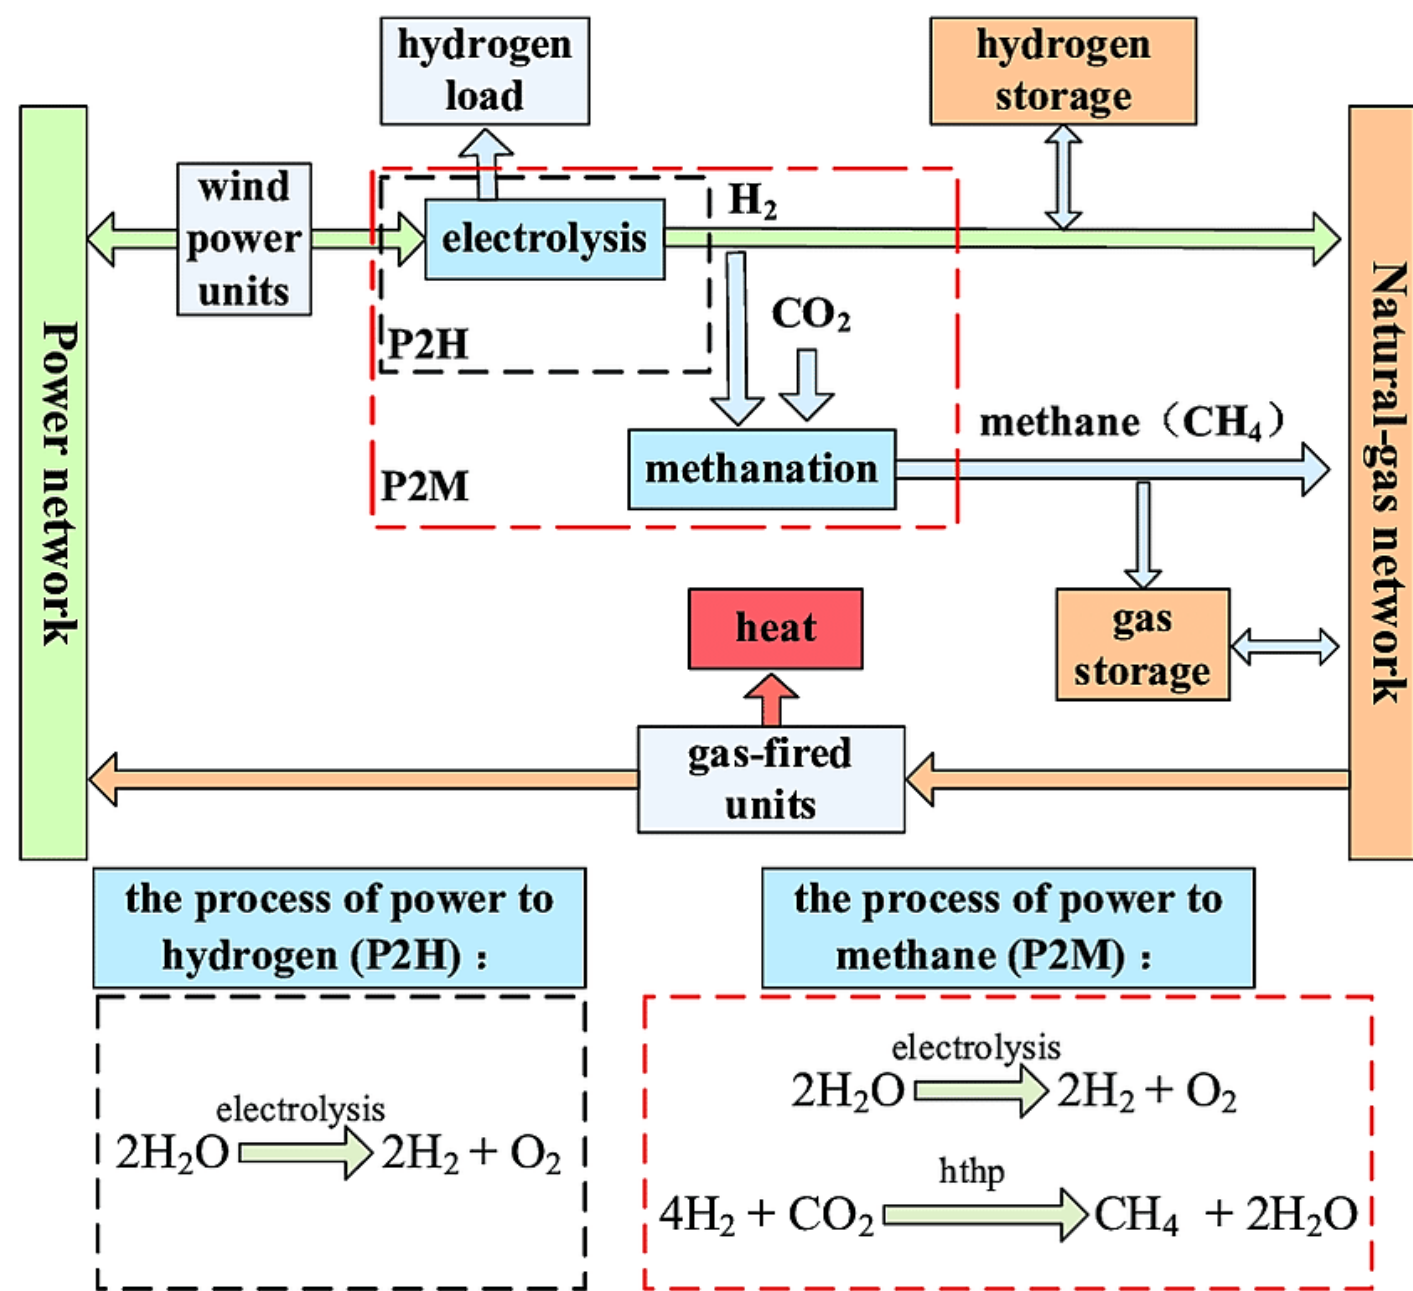 hydrogen
load
hydrogen
storage
wind
power
units
electrolysis
H₂
CO₂
P2H
P2M
methanation
methane（CH₄）
Power network
Natural-gas network
heat
gas
storage
gas-fired
units
the process of power to
hydrogen (P2H)：
the process of power to
methane (P2M)：
electrolysis
2H₂O 2H₂ + O₂
electrolysis
2H₂O 2H₂ + O₂
hthp
4H₂ + CO₂ CH₄ + 2H₂O